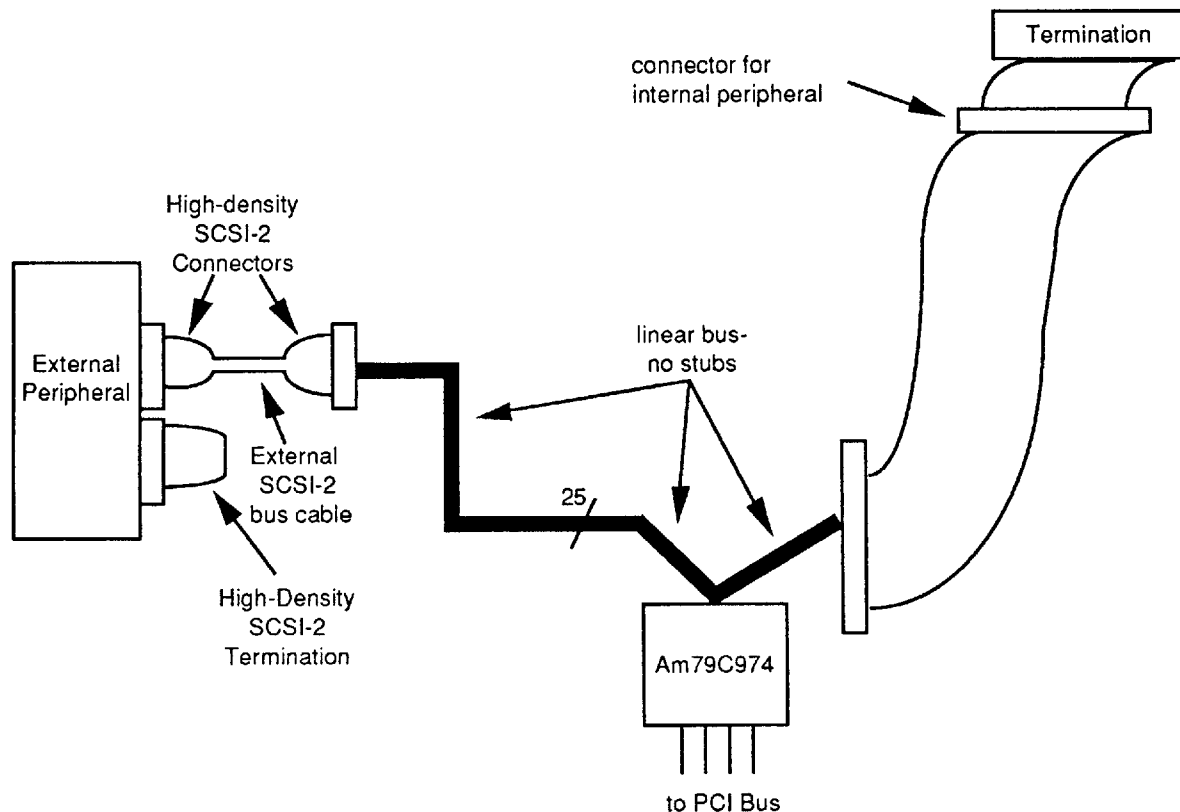 Termination
connector for
internal peripheral
High-density
SCSI-2
Connectors
External
Peripheral
linear bus-
no stubs
External
SCSI-2
bus cable
25
High-Density
SCSI-2
Termination
Am79C974
to PCI Bus